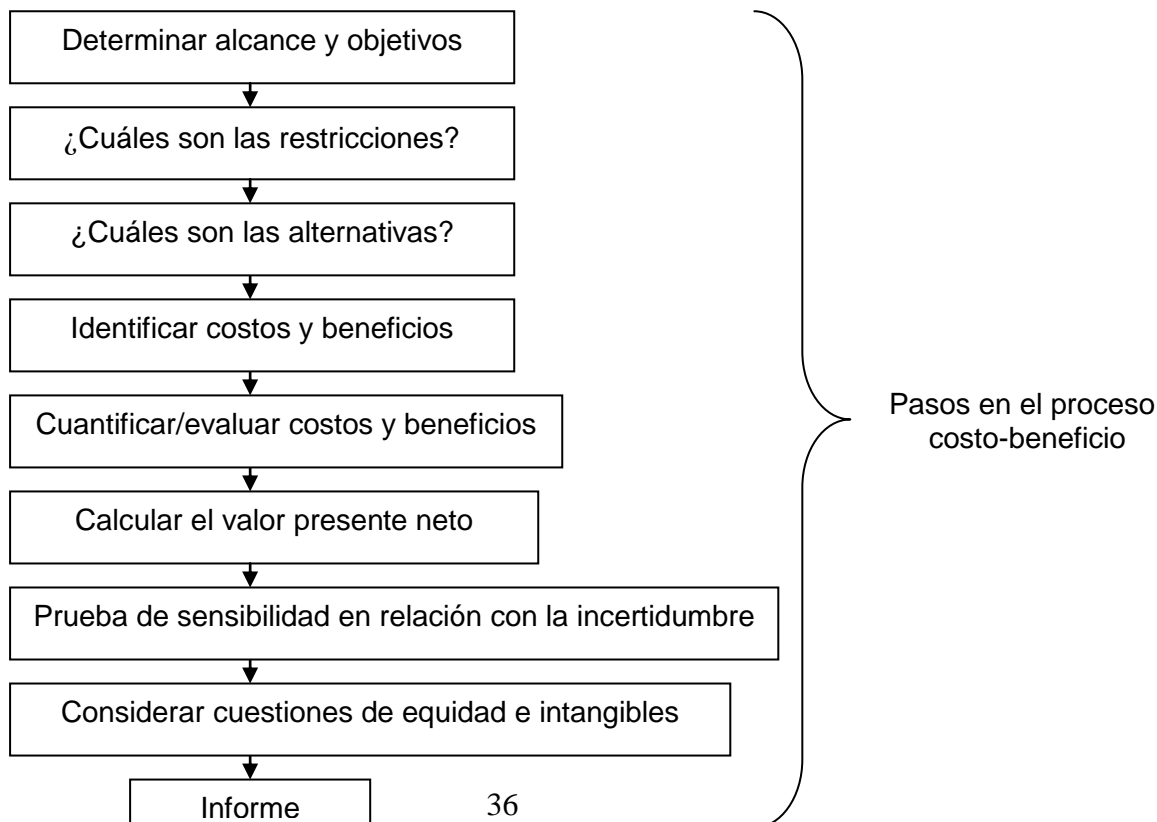 Determinar alcance y objetivos
¿Cuáles son las restricciones?
¿Cuáles son las alternativas?
Identificar costos y beneficios
Cuantificar/evaluar costos y beneficios
Calcular el valor presente neto
Prueba de sensibilidad en relación con la incertidumbre
Considerar cuestiones de equidad e intangibles
Informe
Pasos en el proceso
costo-beneficio
36